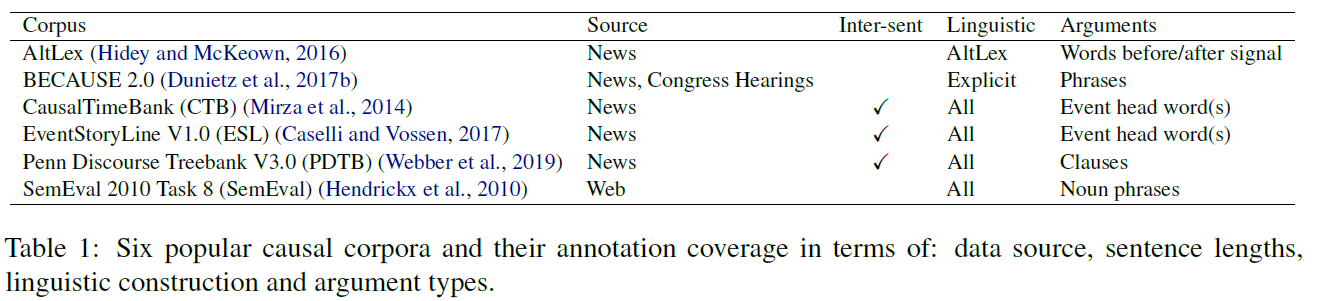 Corpus Source Inter-sent Linguistic Arguments
AltLex (Hidey and McKeown, 2016) News AltLex Words before/after signal
BECAUSE 2.0 (Dunietz et al., 2017b) News, Congress Hearings Explicit Phrases
CausalTimeBank (CTB) (Mirza et al., 2014) News ✓ All Event head word(s)
EventStoryLine V1.0 (ESL) (Caselli and Vossen, 2017) News ✓ All Event head word(s)
Penn Discourse Treebank V3.0 (PDTB) (Webber et al., 2019) News ✓ All Clauses
SemEval 2010 Task 8 (SemEval) (Hendrickx et al., 2010) Web All Noun phrases
Table 1: Six popular causal corpora and their annotation coverage in terms of: data source, sentence lengths,
linguistic construction and argument types.